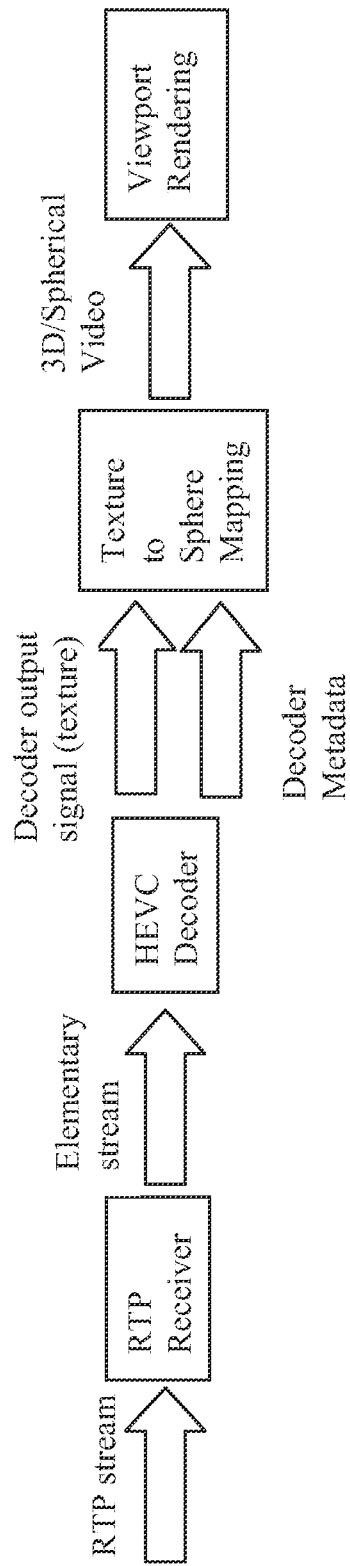 RTP stream
RTP
Receiver
Elementary
stream
HEVC
Decoder
Decoder output
signal (texture)
Decoder
Metadata
Texture
to
Sphere
Mapping
3D/Spherical
Video
Viewport
Rendering